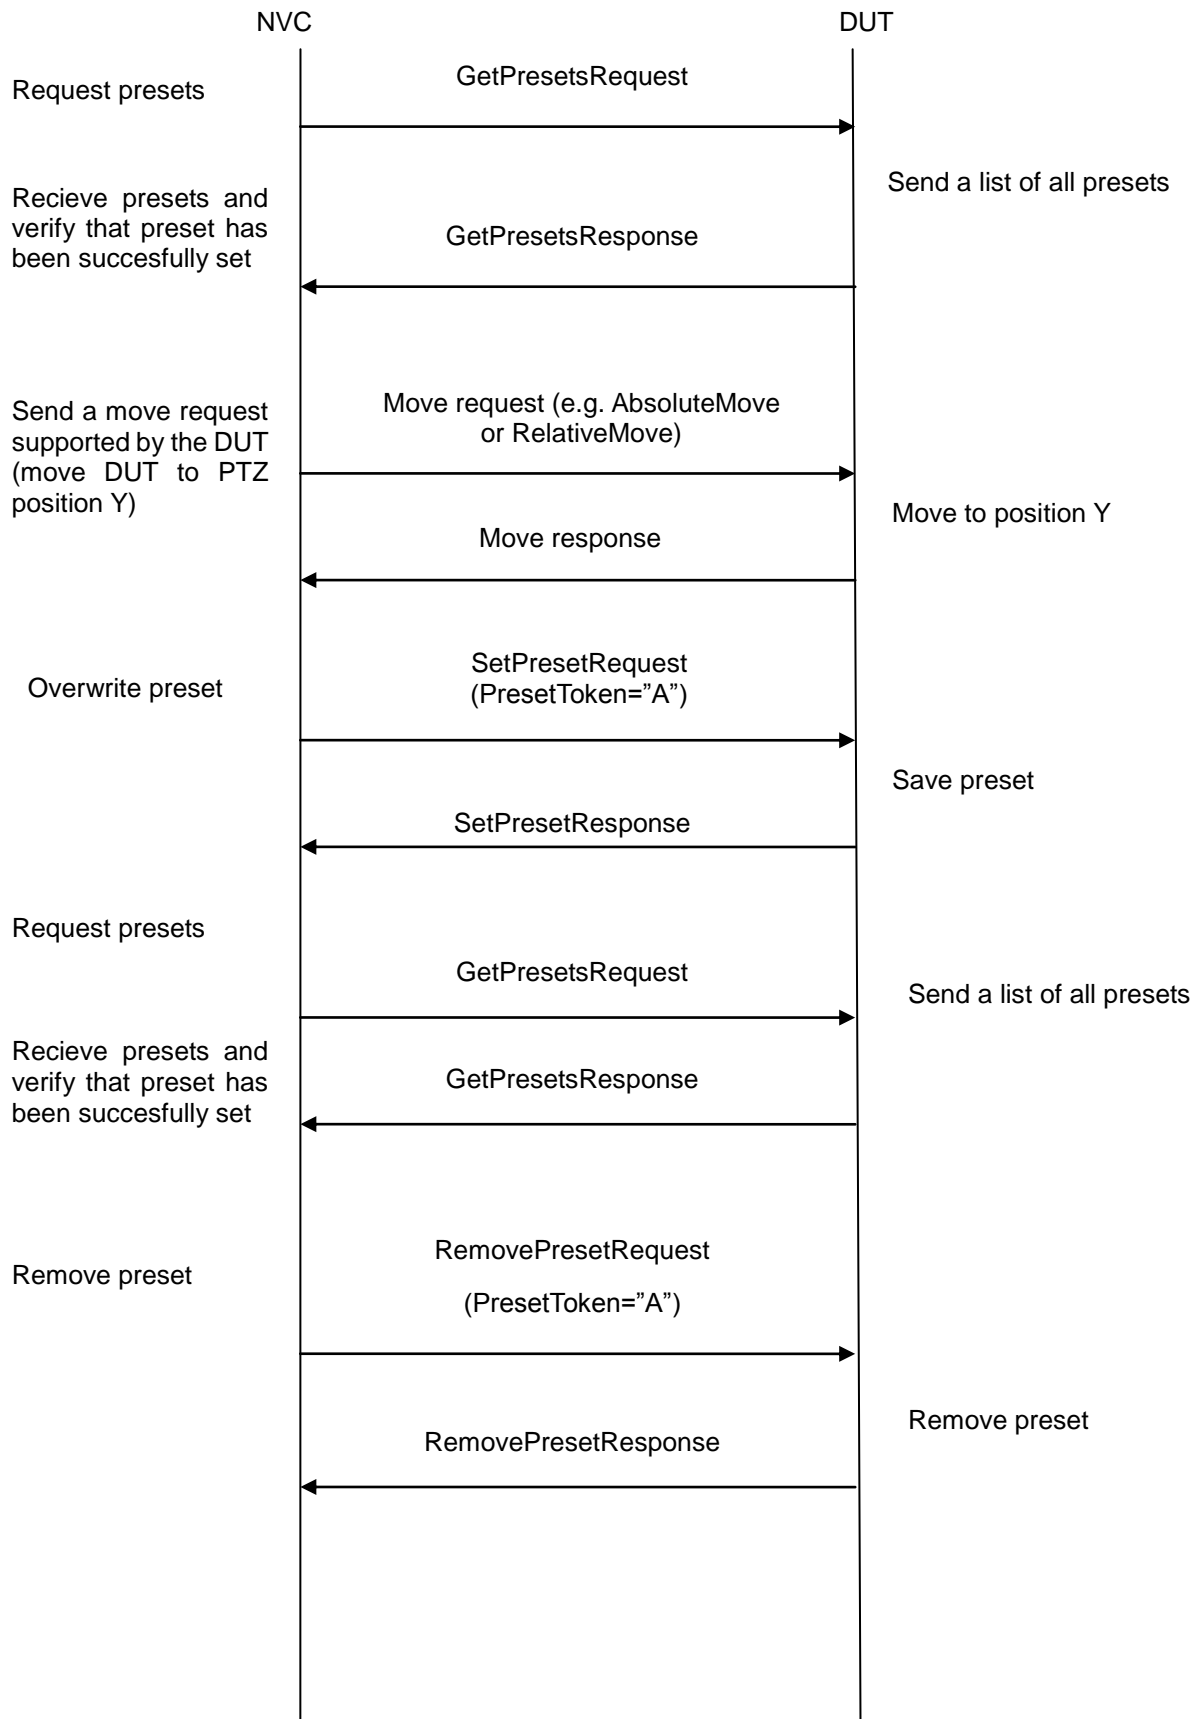 NVC
DUT
GetPresetsRequest
Request presets
Send a list of all presets
Recieve presets and
verify that preset has
been succesfully set
GetPresetsResponse
Move request (e.g. AbsoluteMove
or RelativeMove)
Send a move request
supported by the DUT
(move DUT to PTZ
position Y)
Move to position Y
Move response
SetPresetRequest
(PresetToken=”A”)
Overwrite preset
Save preset
SetPresetResponse
Request presets
GetPresetsRequest
Send a list of all presets
Recieve presets and
verify that preset has
been succesfully set
GetPresetsResponse
RemovePresetRequest
(PresetToken=”A”)
Remove preset
Remove preset
RemovePresetResponse